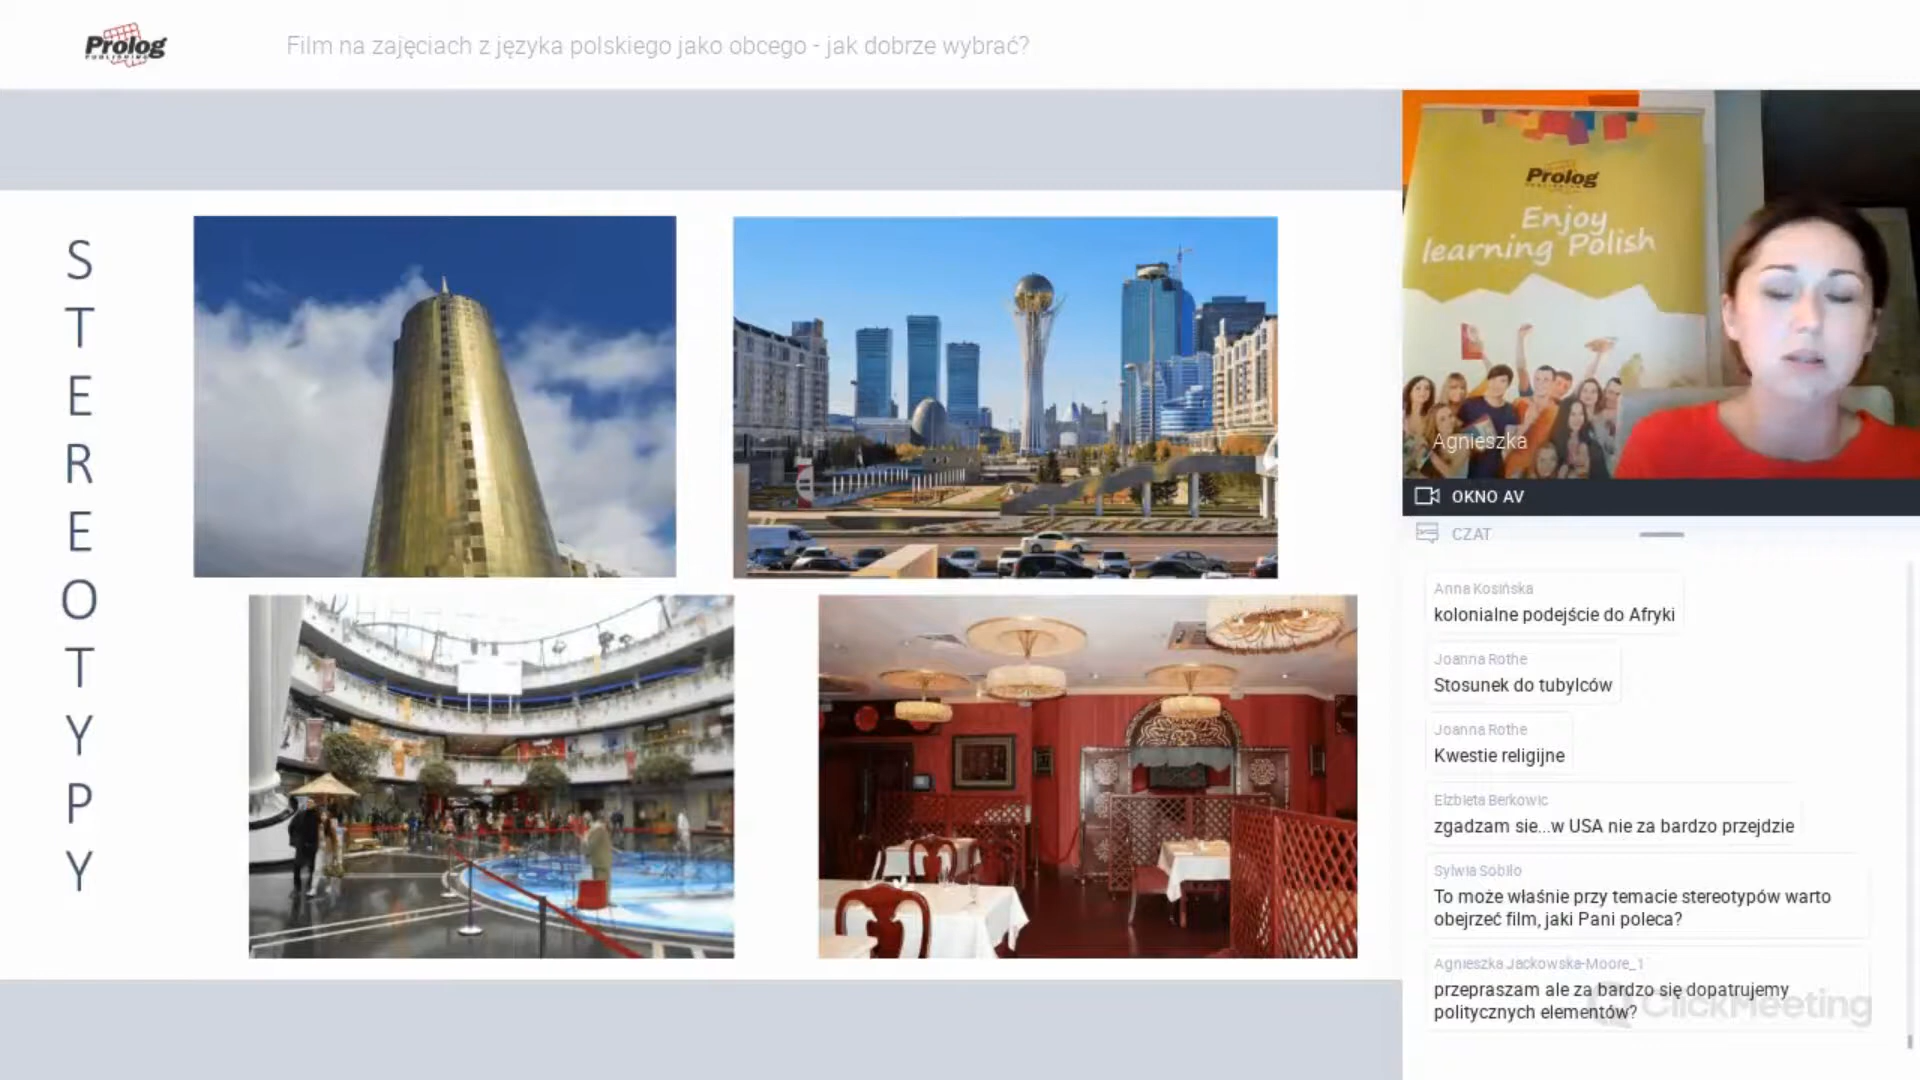 Prolog
PUBLISHING
Film na zajęciach z języka polskiego jako obcego - jak dobrze wybrać?
STEREOTYPY
Prolog
Enjoy
learning Polish
Agnieszka
OKNO AV
CZAT
Anna Kosińska
kolonialne podejście do Afryki
Joanna Rothe
Stosunek do tubylców
Joanna Rothe
Kwestie religijne
Elzbieta Berkowic
zgadzam sie...w USA nie za bardzo przejdzie
Sylwia Sobilo
To może właśnie przy temacie stereotypów warto
obejrzeć film, jaki Pani poleca?
Agnieszka Jackowska-Moore_1
przepraszam ale za bardzo się dopatrujemy
politycznych elementów?
ClickMeeting